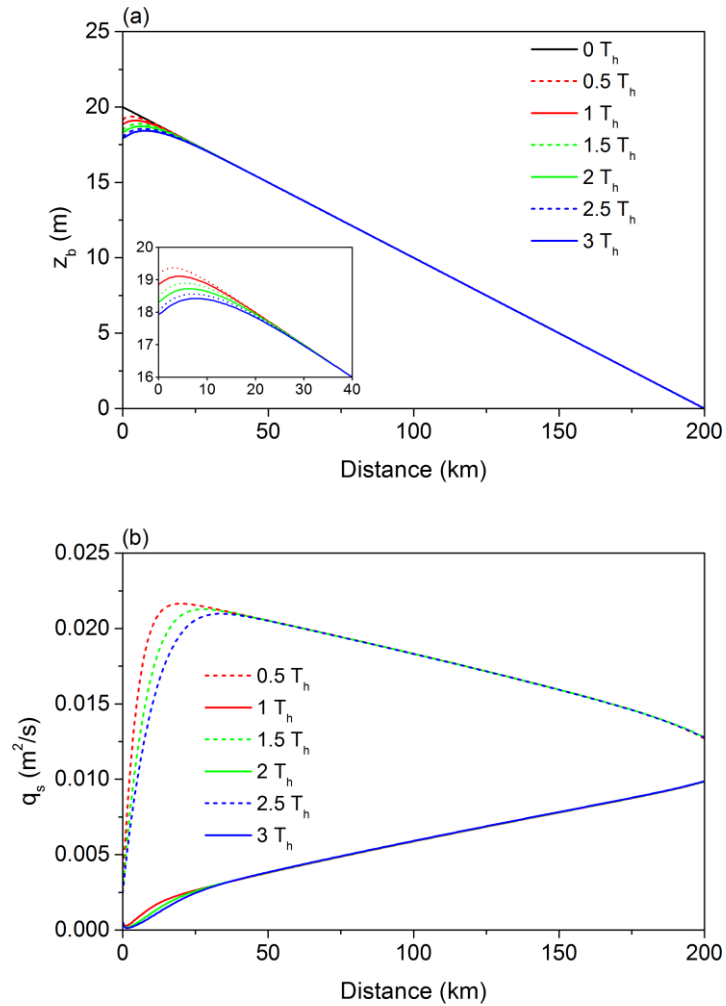 (a)
25
20
15
10
5
0
z_b (m)
0 T_h
0.5 T_h
1 T_h
1.5 T_h
2 T_h
2.5 T_h
3 T_h
20
19
18
17
16
0 10 20 30 40
0 50 100 150 200
Distance (km)
(b)
0.025
0.020
0.015
0.010
0.005
0.000
q_s (m²/s)
0.5 T_h
1 T_h
1.5 T_h
2 T_h
2.5 T_h
3 T_h
0 50 100 150 200
Distance (km)